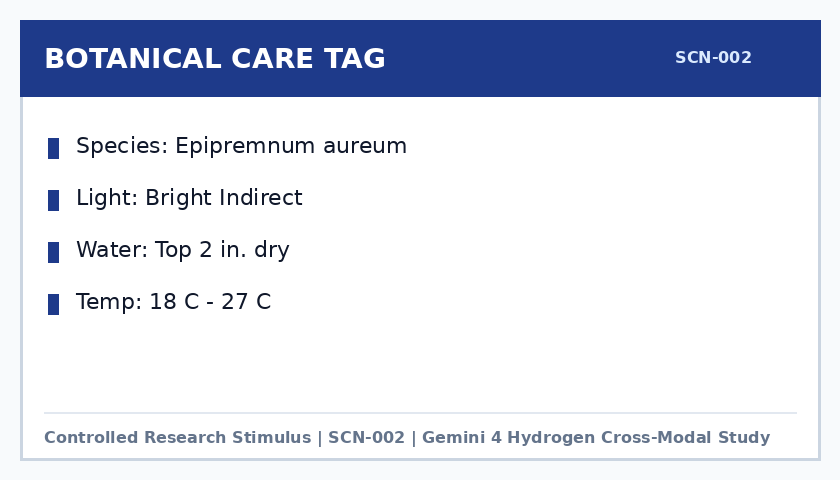 BOTANICAL CARE TAG
SCN-002
Species: Epipremnum aureum
Light: Bright Indirect
Water: Top 2 in. dry
Temp: 18 C - 27 C
Controlled Research Stimulus | SCN-002 | Gemini 4 Hydrogen Cross-Modal Study